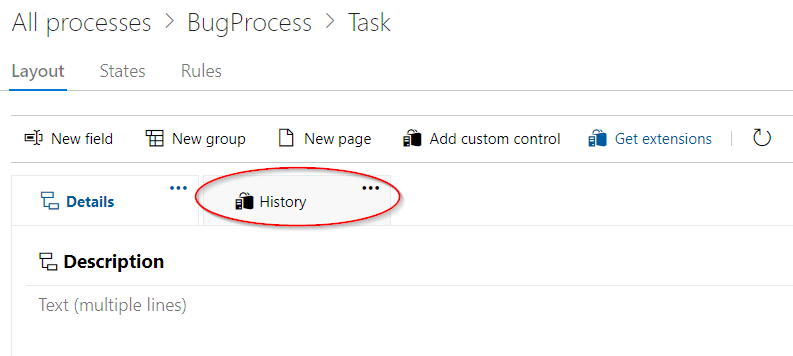 All processes > BugProcess > Task
Layout States Rules
New field New group New page Add custom control Get extensions
Details ••• History •••
Description
Text (multiple lines)